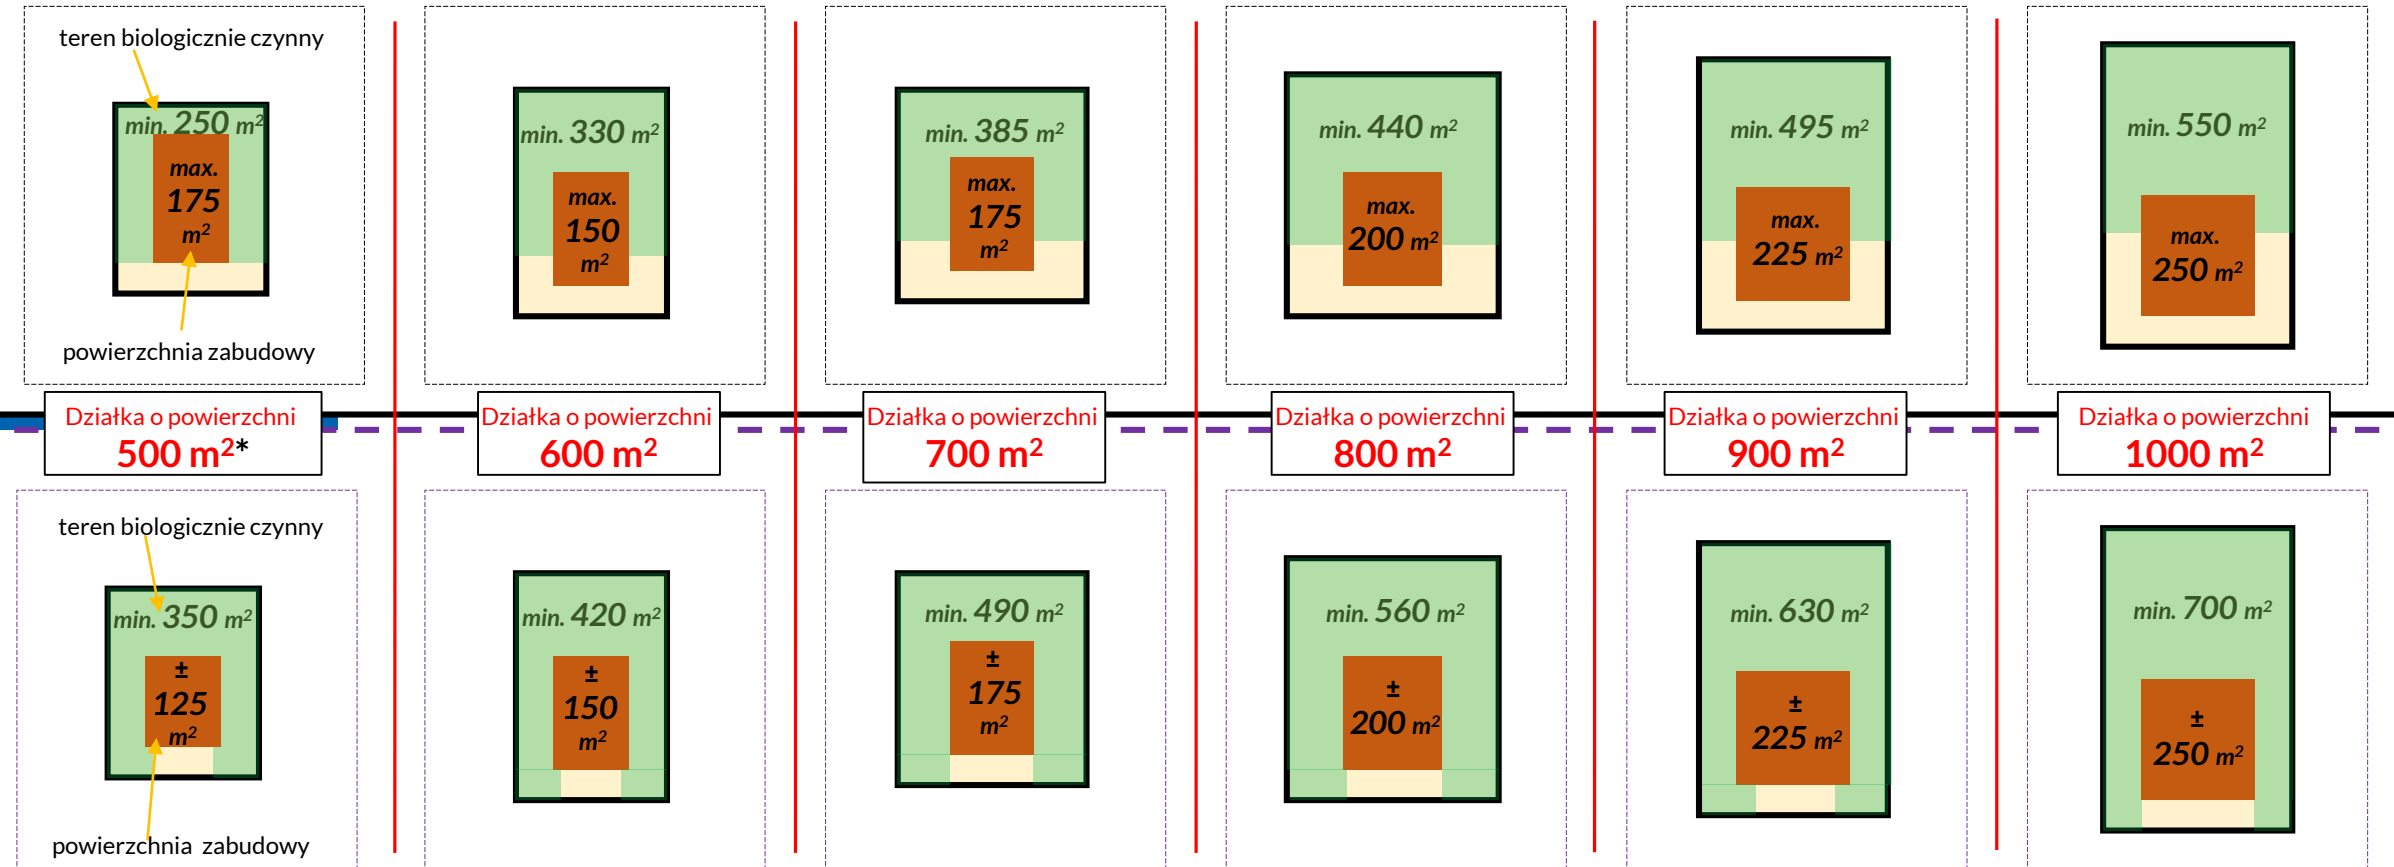 teren biologicznie czynny
min. 250 m²
max.
175
m²
powierzchnia zabudowy
min. 330 m²
max.
150
m²
min. 385 m²
max.
175
m²
min. 440 m²
max.
200 m²
min. 495 m²
max.
225 m²
min. 550 m²
max.
250 m²
Działka o powierzchni
500 m²*
Działka o powierzchni
600 m²
Działka o powierzchni
700 m²
Działka o powierzchni
800 m²
Działka o powierzchni
900 m²
Działka o powierzchni
1000 m²
teren biologicznie czynny
min. 350 m²
±
125
m²
powierzchnia zabudowy
min. 420 m²
±
150
m²
min. 490 m²
±
175
m²
min. 560 m²
±
200 m²
min. 630 m²
±
225 m²
min. 700 m²
±
250 m²